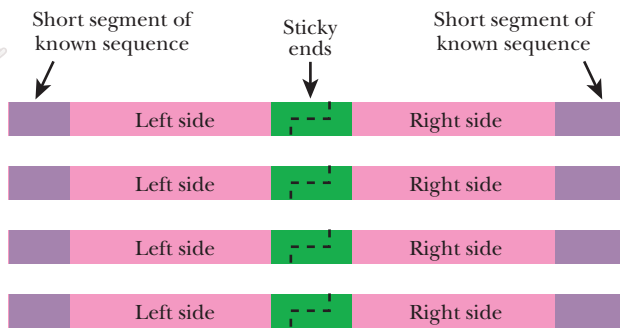 Short segment of
known sequence
Sticky
ends
Short segment of
known sequence
Left side
Right side
Left side
Right side
Left side
Right side
Left side
Right side